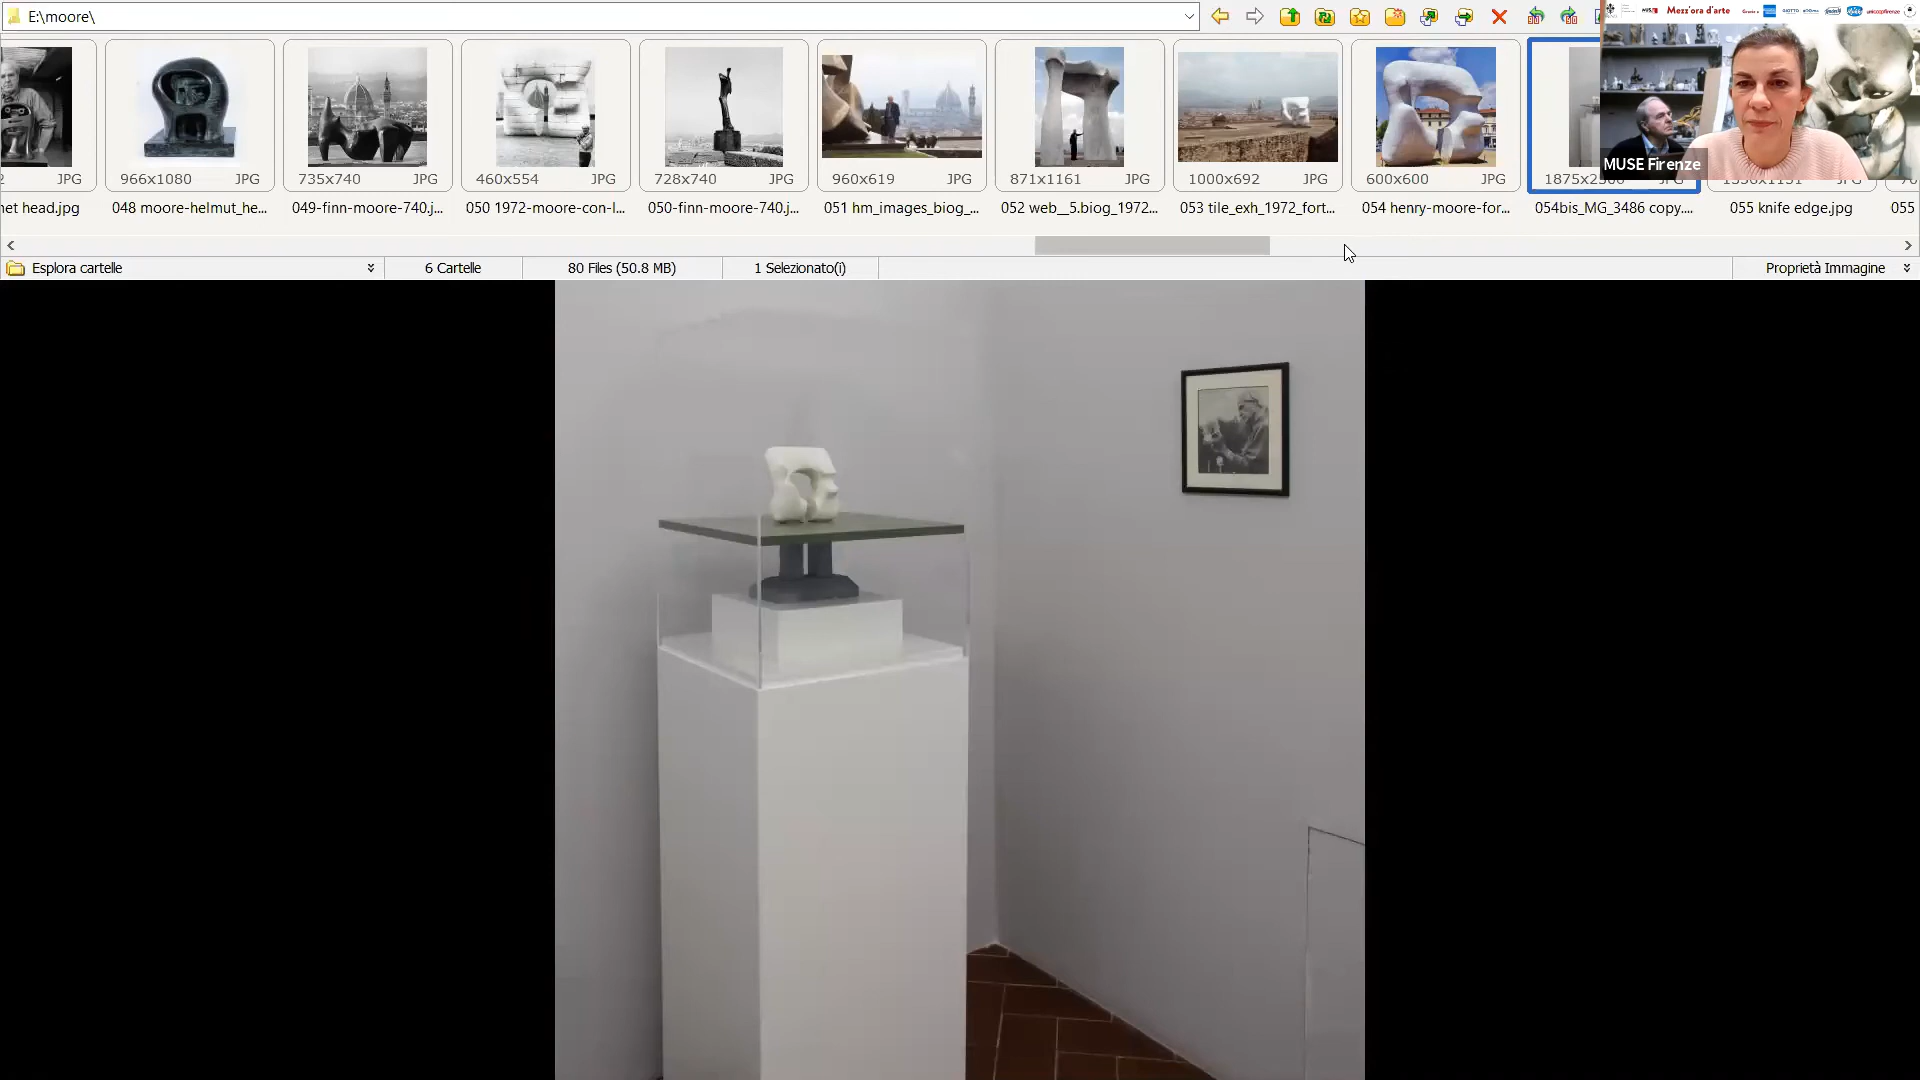 E:\moore\
Mezz'ora d'arte
MUSE Firenze
JPG
966x1080 JPG
735x740 JPG
460x554 JPG
728x740 JPG
960x619 JPG
871x1161 JPG
1000x692 JPG
600x600 JPG
net head.jpg
048 moore-helmut_he...
049-finn-moore-740.j...
050 1972-moore-con-l...
050-finn-moore-740.j...
051 hm_images_biog_...
052 web__5.biog_1972...
053 tile_exh_1972_fort...
054 henry-moore-for...
054bis_MG_3486 copy....
055 knife edge.jpg
055
Esplora cartelle
6 Cartelle
80 Files (50.8 MB)
1 Selezionato(i)
Proprietà Immagine